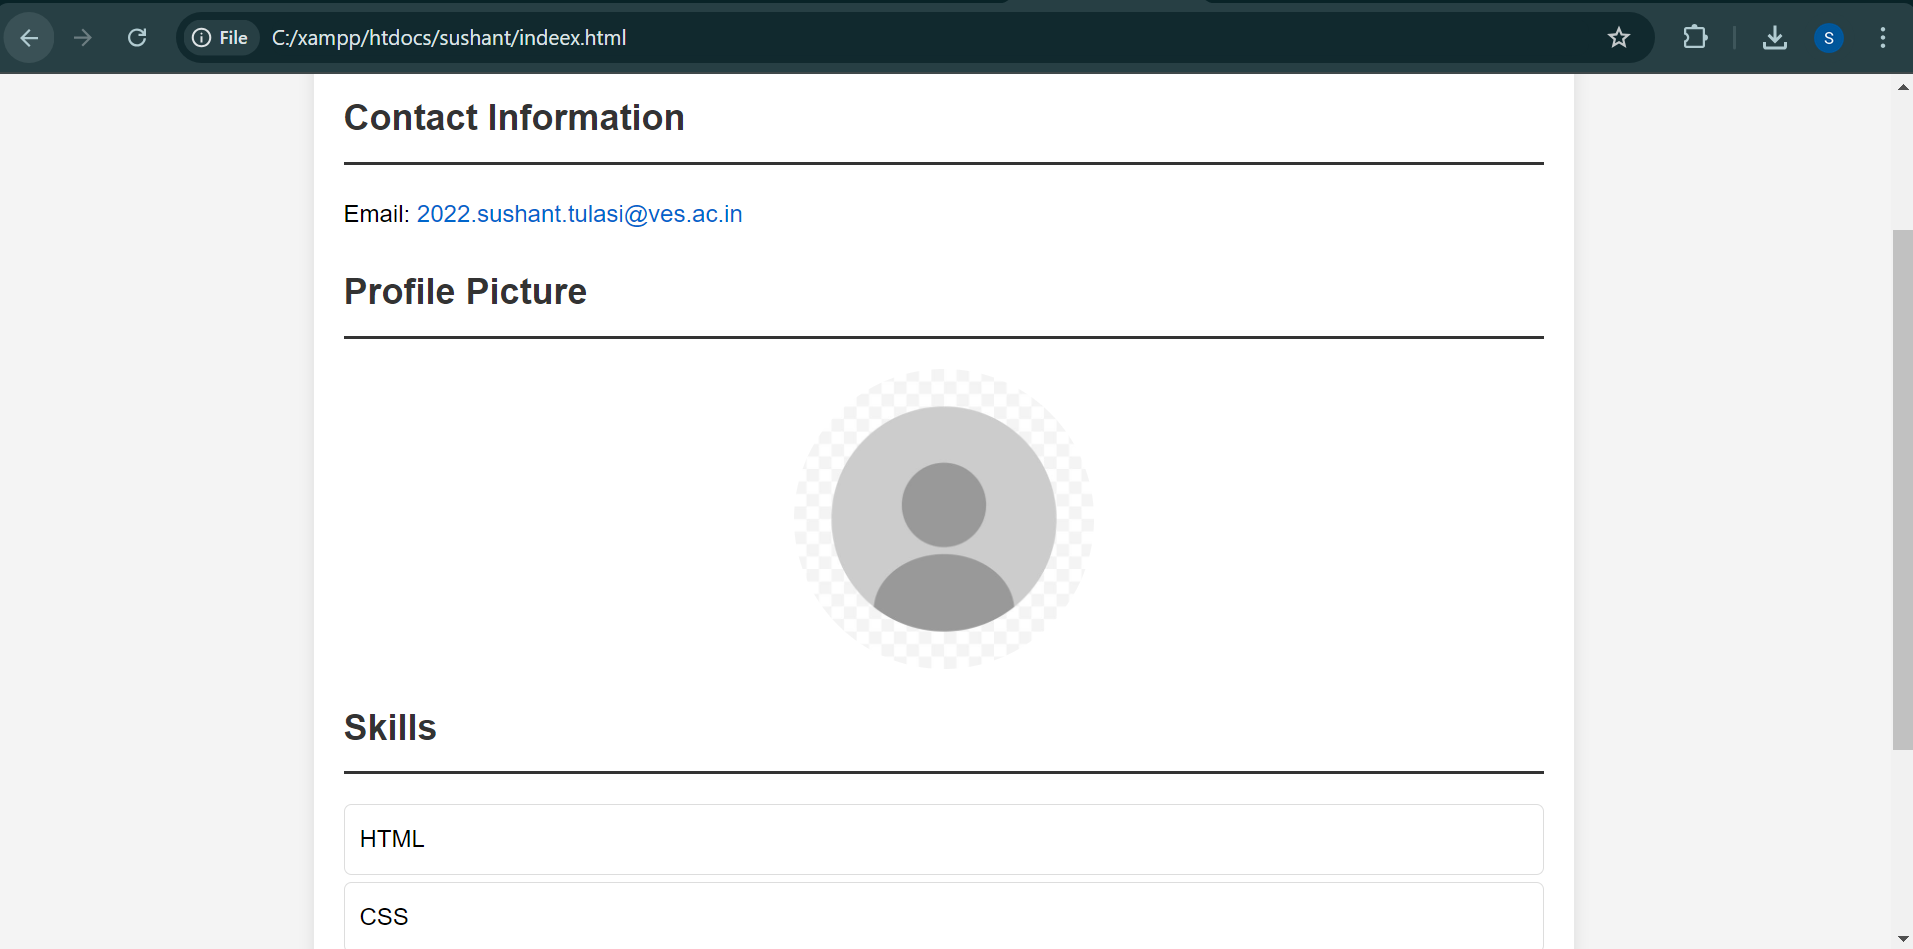 File C:/xampp/htdocs/sushant/indeex.html
S
Contact Information
Email: 2022.sushant.tulasi@ves.ac.in
Profile Picture
Skills
HTML
CSS